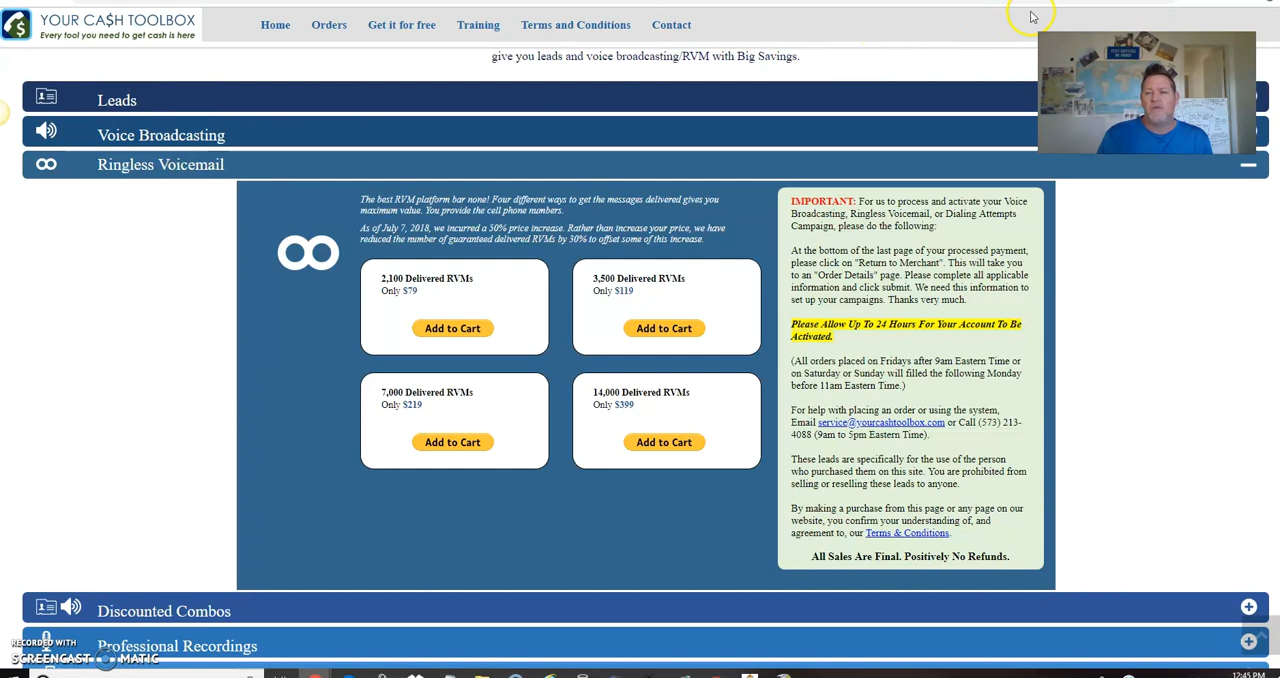 YOUR CA$H TOOLBOX
Every tool you need to get cash is here
Home
Orders
Get it for free
Training
Terms and Conditions
Contact
give you leads and voice broadcasting/RVM with Big Savings.
Leads
Voice Broadcasting
Ringless Voicemail
The best RVM platform bar none! Four different ways to get the messages delivered gives you
maximum value. You provide the cell phone numbers.
As of July 7, 2018, we incurred a 50% price increase. Rather than increase your price, we have
reduced the number of guaranteed delivered RVMs by 30% to offset some of this increase.
2,100 Delivered RVMs
Only $79
Add to Cart
3,500 Delivered RVMs
Only $119
Add to Cart
7,000 Delivered RVMs
Only $219
Add to Cart
14,000 Delivered RVMs
Only $399
Add to Cart
IMPORTANT: For us to process and activate your Voice
Broadcasting, Ringless Voicemail, or Dialing Attempts
Campaign, please do the following:
At the bottom of the last page of your processed payment,
please click on "Return to Merchant". This will take you
to an "Order Details" page. Please complete all applicable
information and click submit. We need this information to
set up your campaigns. Thanks very much.
Please Allow Up To 24 Hours For Your Account To Be
Activated.
(All orders placed on Fridays after 9am Eastern Time or
on Saturday or Sunday will filled the following Monday
before 11am Eastern Time.)
For help with placing an order or using the system,
Email service@yourcashtoolbox.com or Call (573) 213-
4088 (9am to 5pm Eastern Time).
These leads are specifically for the use of the person
who purchased them on this site. You are prohibited from
selling or reselling these leads to anyone.
By making a purchase from this page or any page on our
website, you confirm your understanding of, and
agreement to, our Terms & Conditions.
All Sales Are Final. Positively No Refunds.
Discounted Combos
Professional Recordings
RECORDED WITH
SCREENCAST MATIC
12:45 PM